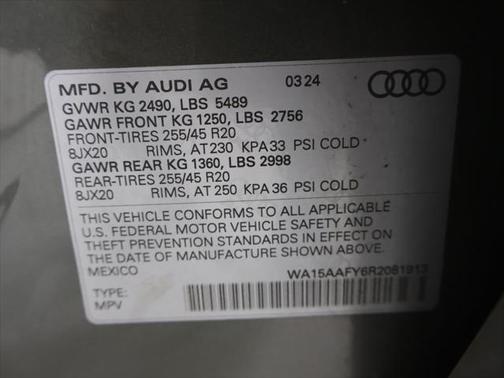 MFD. BY AUDI AG 03 24
GVWR KG 2490, LBS 5489
GAWR FRONT KG 1250, LBS 2756
FRONT-TIRES 255/45 R20
8JX20 RIMS, AT 230 KPA 33 PSI COLD
GAWR REAR KG 1360, LBS 2998
REAR-TIRES 255/45 R20
8JX20 RIMS, AT 250 KPA 36 PSI COLD
THIS VEHICLE CONFORMS TO ALL APPLICABLE
U.S. FEDERAL MOTOR VEHICLE SAFETY AND
THEFT PREVENTION STANDARDS IN EFFECT ON
THE DATE OF MANUFACTURE SHOWN ABOVE.
MEXICO WA15AAFY6R2081913
TYPE:
MPV